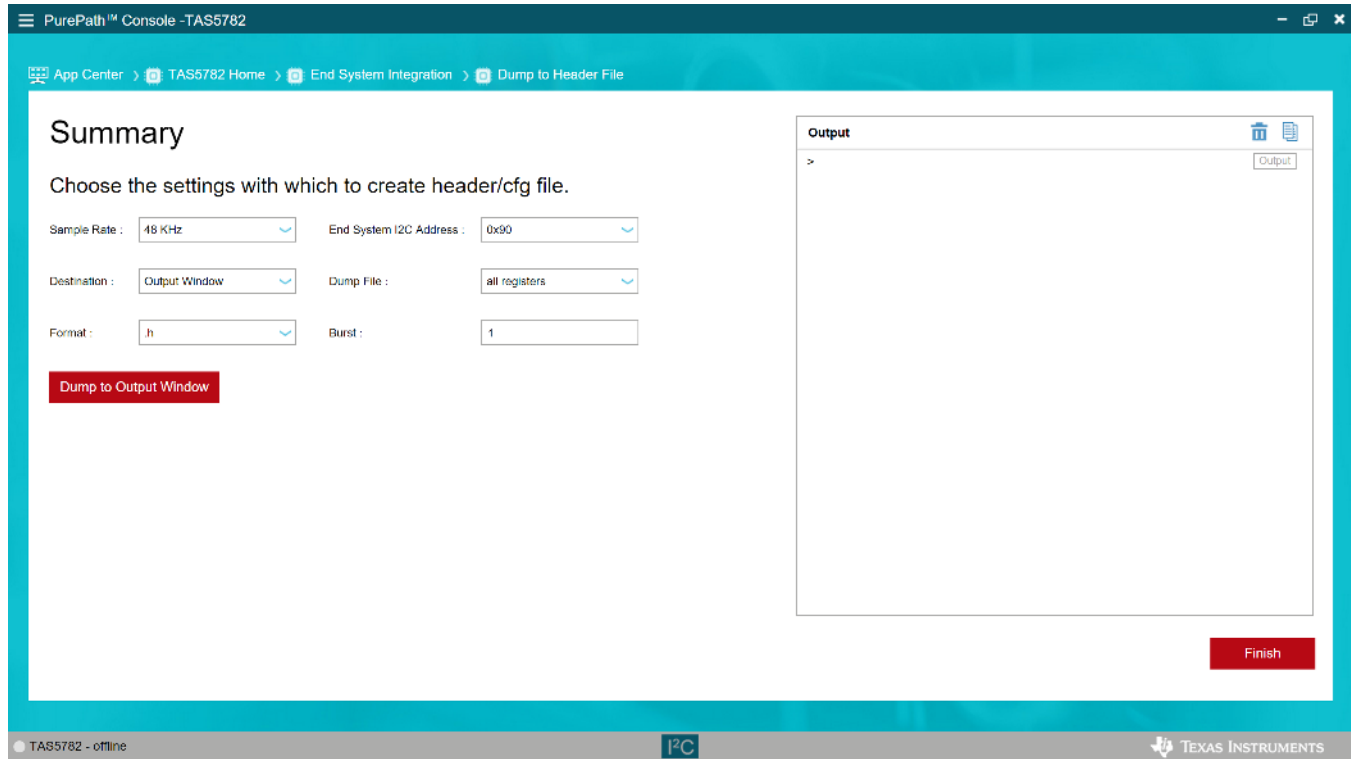 PurePath™ Console -TAS5782
App Center > TAS5782 Home > End System Integration > Dump to Header File
Summary
Choose the settings with which to create header/cfg file.
Sample Rate : 48 KHz End System I2C Address : 0x90
Destination : Output Window Dump File : all registers
Format : .h Burst : 1
Dump to Output Window
Output
>
Output
Finish
TAS5782 - offline
I²C
TEXAS INSTRUMENTS